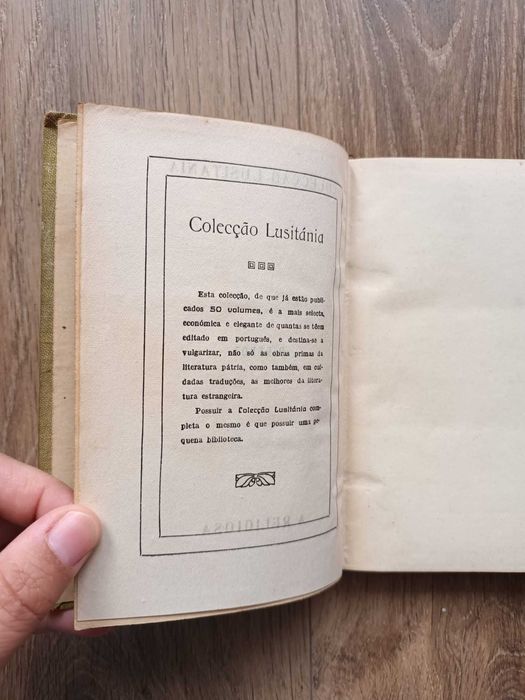 Colecção Lusitánia
Esta colecção, de que já estão publi-
cados 50 volumes, é a mais selecta,
económica e elegante de quantas se têem
editado em português, e destina-se a
vulgarizar, não só as obras primas da
literatura pátria, como também, em cui-
dadas traduções, as melhores da litera-
tura estrangeira.
Possuir a Colecção Lusitánia com-
pleta o mesmo é que possuir uma pe-
quena biblioteca.